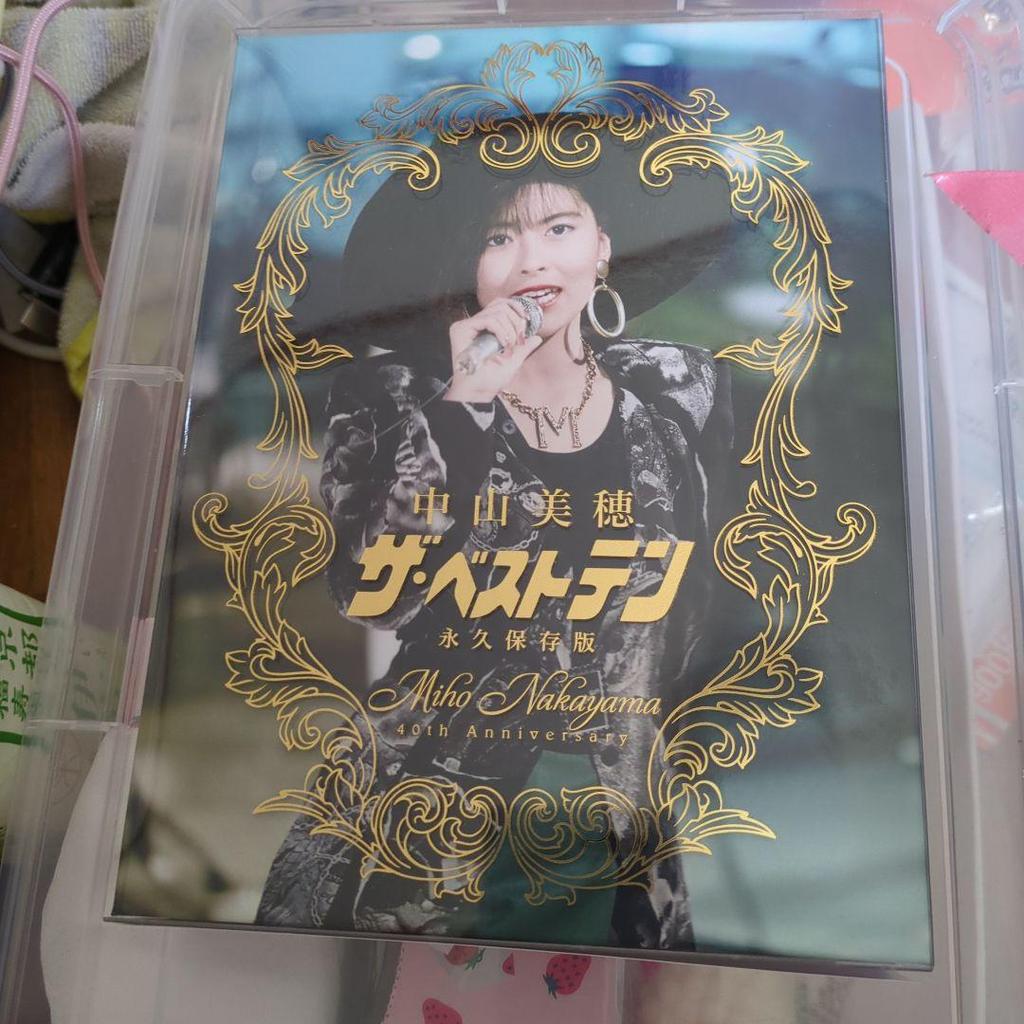 中山美穂
ザ・ベストテン
永久保存版
Miho Nakayama
40th Anniversary
M